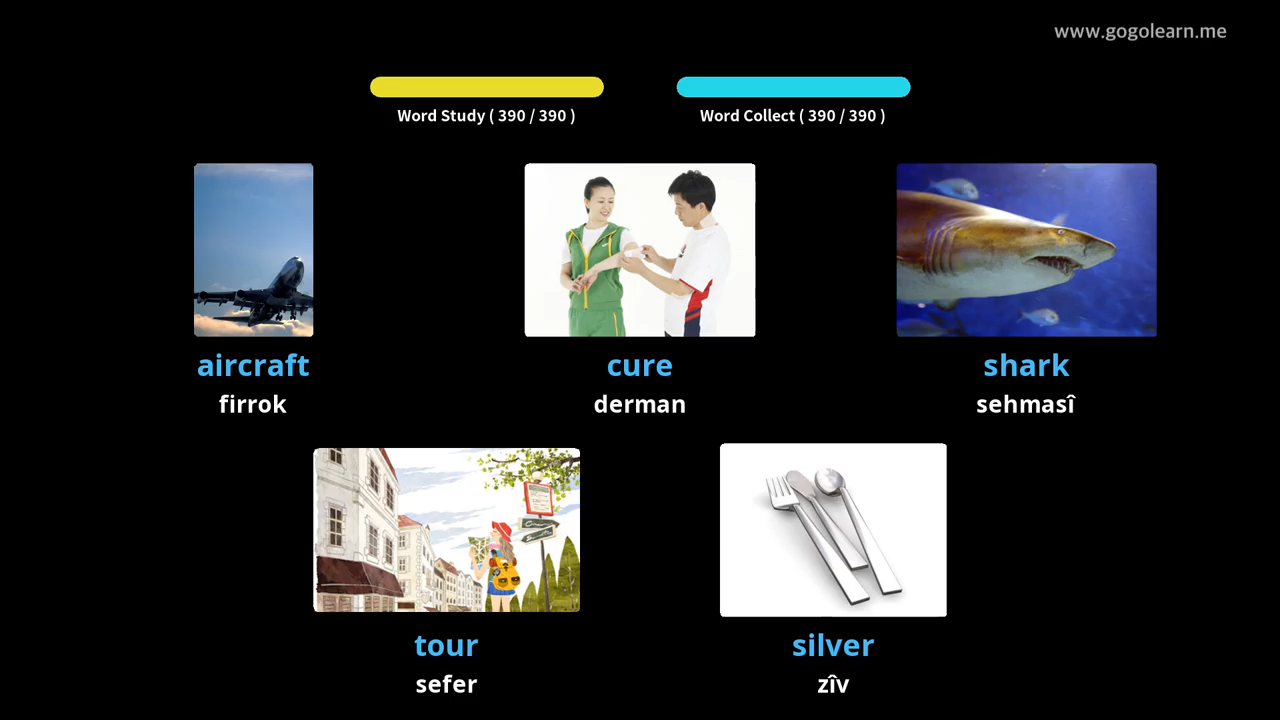 www.gogolearn.me
Word Study ( 390 / 390 )
Word Collect ( 390 / 390 )
aircraft
firrok
cure
derman
shark
sehmasî
tour
sefer
silver
zîv